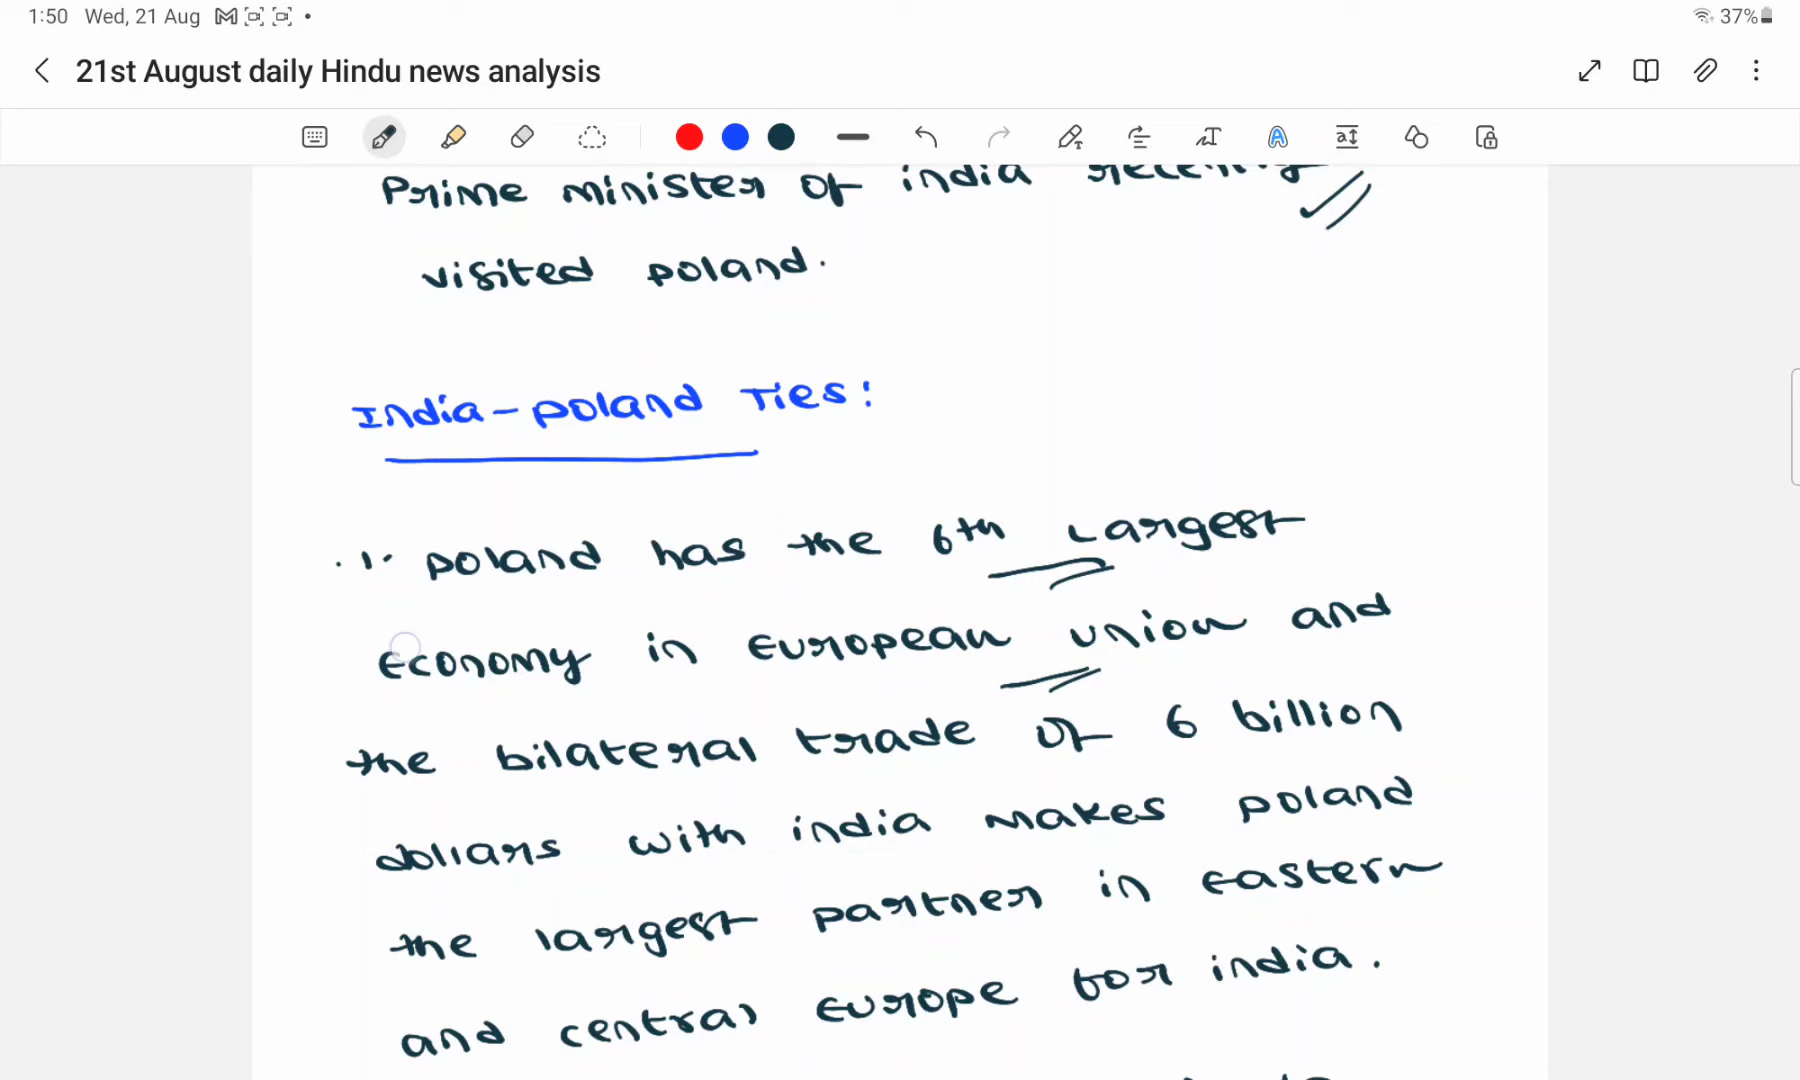 1:50 Wed, 21 Aug 37%
21st August daily Hindu news analysis
Prime minister of india recently
visited poland.
India-poland Ties:
1. poland has the 6th Largest
economy in European union and
the bilateral trade of 6 billion
dollars with india makes poland
the largest partner in eastern
and central Europe for india.